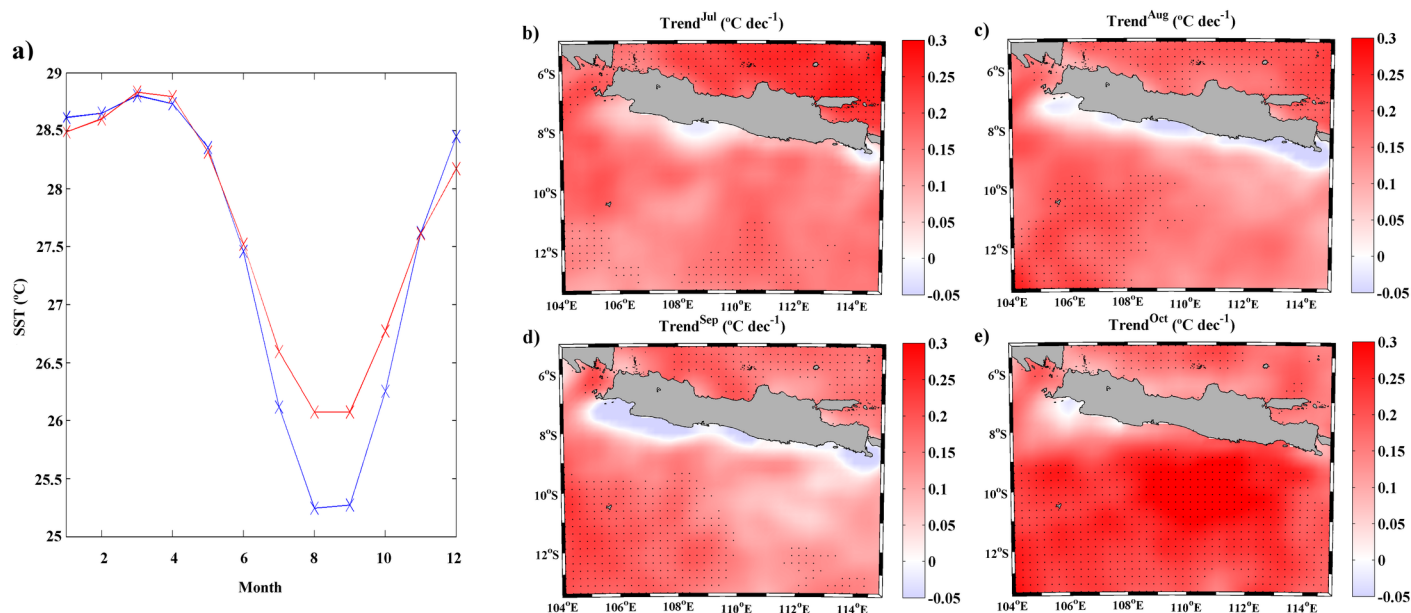 a)
29
28.5
28
27.5
27
26.5
26
25.5
25
SST (ºC)
2 4 6 8 10 12
Month
b)
Trend^Jul (ºC dec^-1)
6°S
8°S
10°S
12°S
104°E 106°E 108°E 110°E 112°E 114°E
0.3
0.25
0.2
0.15
0.1
0.05
0
-0.05
c)
Trend^Aug (ºC dec^-1)
6°S
8°S
10°S
12°S
104°E 106°E 108°E 110°E 112°E 114°E
0.3
0.25
0.2
0.15
0.1
0.05
0
-0.05
d)
Trend^Sep (ºC dec^-1)
6°S
8°S
10°S
12°S
104°E 106°E 108°E 110°E 112°E 114°E
0.3
0.25
0.2
0.15
0.1
0.05
0
-0.05
e)
Trend^Oct (ºC dec^-1)
6°S
8°S
10°S
12°S
104°E 106°E 108°E 110°E 112°E 114°E
0.3
0.25
0.2
0.15
0.1
0.05
0
-0.05